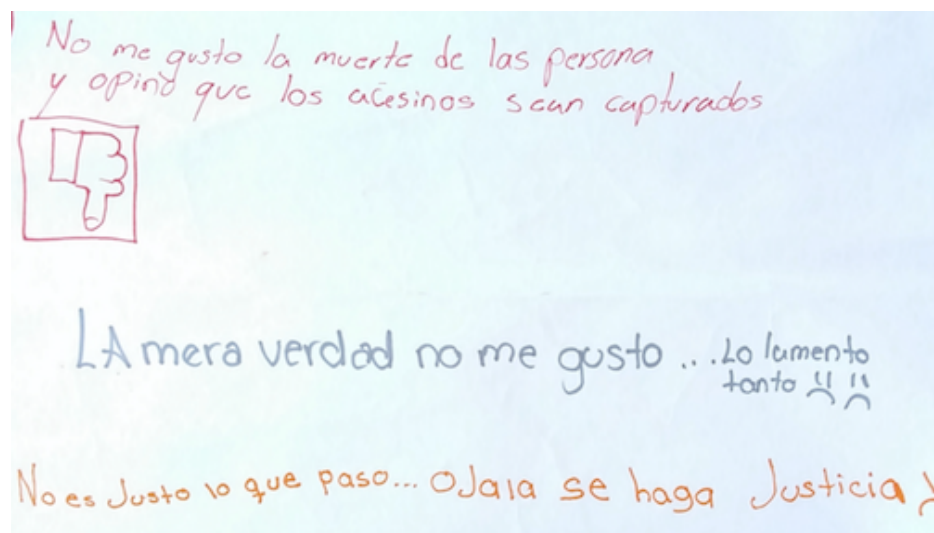 No me gusto la muerte de las persona
y opino que los acesinos sean capturados
LA mera verdad no me gusto ... Lo lamento
tanto
No es Justo lo que paso... OJala se haga Justicia